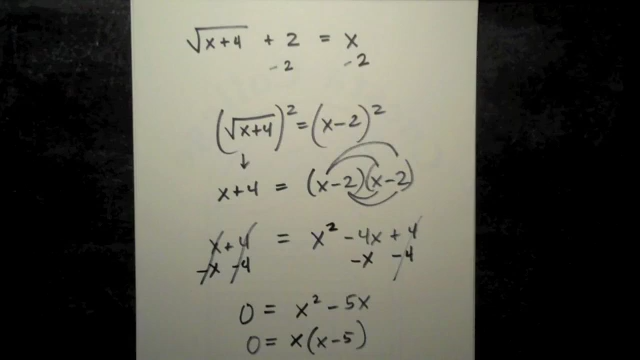 √(x+4) + 2 = x
-2 -2
(√(x+4))² = (x-2)²
↓
x+4 = (x-2)(x-2)
x+4 = x² -4x +4
-x -4 -x -4
0 = x² - 5x
0 = x(x-5)